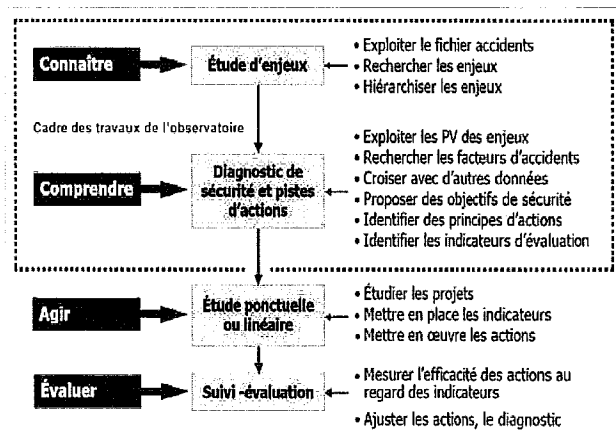 Connaître
Étude d'enjeux
• Exploiter le fichier accidents
• Rechercher les enjeux
• Hiérarchiser les enjeux
Cadre des travaux de l'observatoire
Comprendre
Diagnostic de
sécurité et pistes
d'actions
• Exploiter les PV des enjeux
• Rechercher les facteurs d'accidents
• Croiser avec d'autres données
• Proposer des objectifs de sécurité
• Identifier des principes d'actions
• Identifier les indicateurs d'évaluation
Agir
Étude ponctuelle
ou linéaire
• Étudier les projets
• Mettre en place les indicateurs
• Mettre en œuvre les actions
Évaluer
Suivi -évaluation
• Mesurer l'efficacité des actions au
regard des indicateurs
• Ajuster les actions, le diagnostic